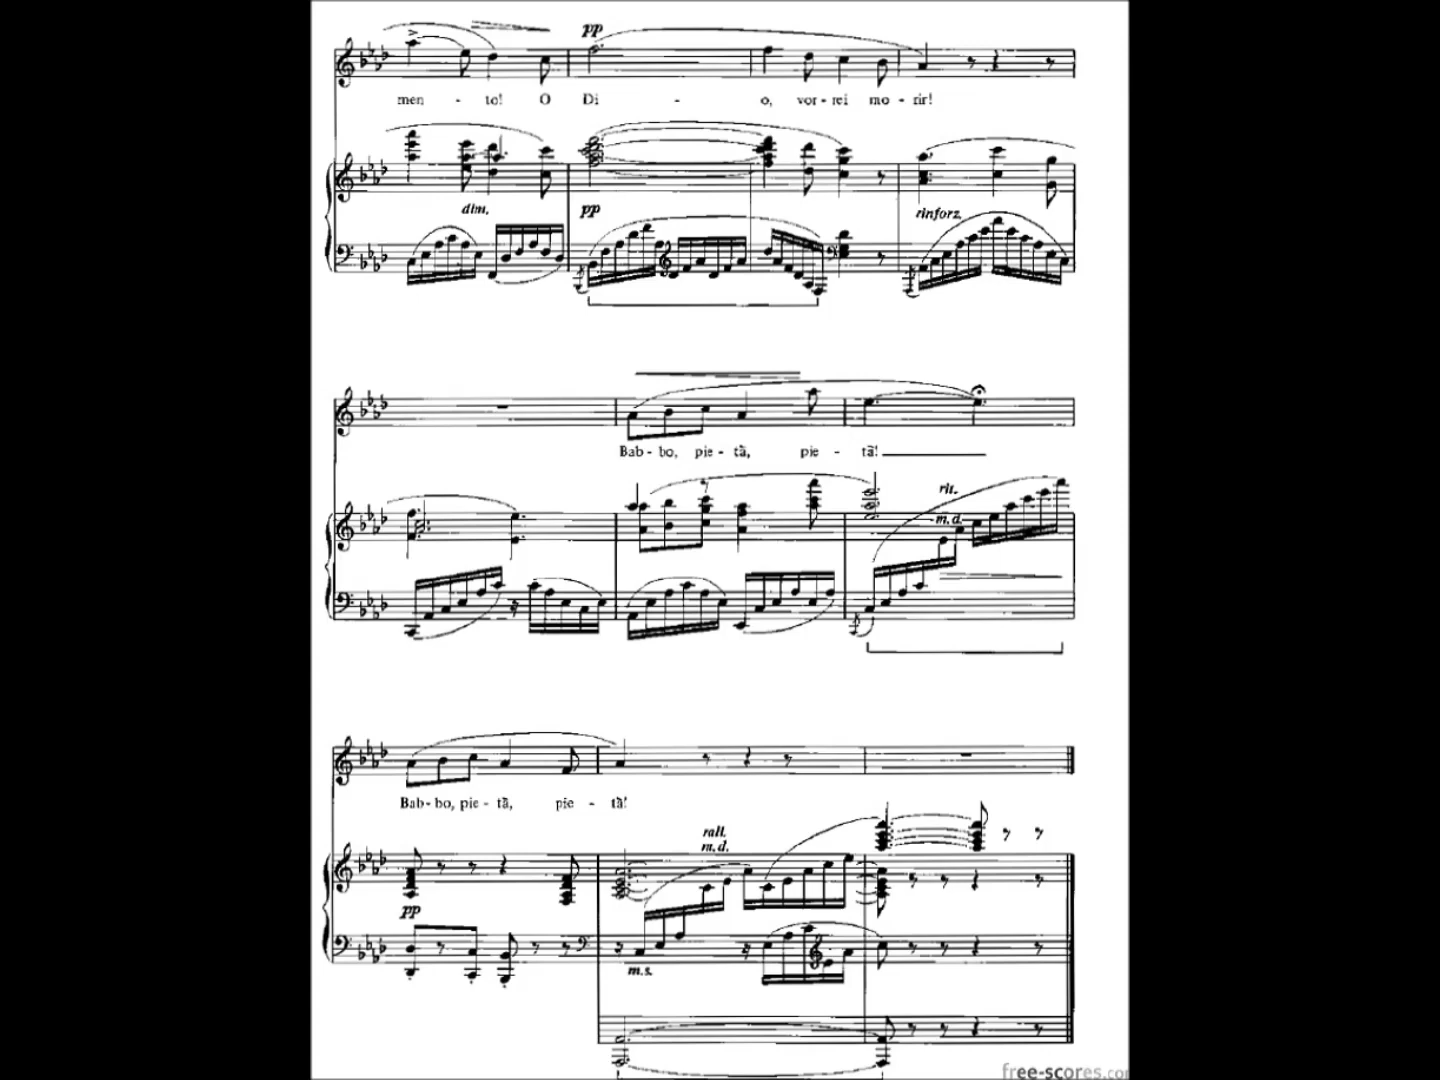 pp
men - to! O Di - o, vor - rei mo - rir!
dim. pp rinforz.
Bab - bo, pie - tà, pie - tà!
rit.
m.d.
Bab - bo, pie - tà, pie - tà!
rall.
m.d.
pp
m.s.
free-scores.com